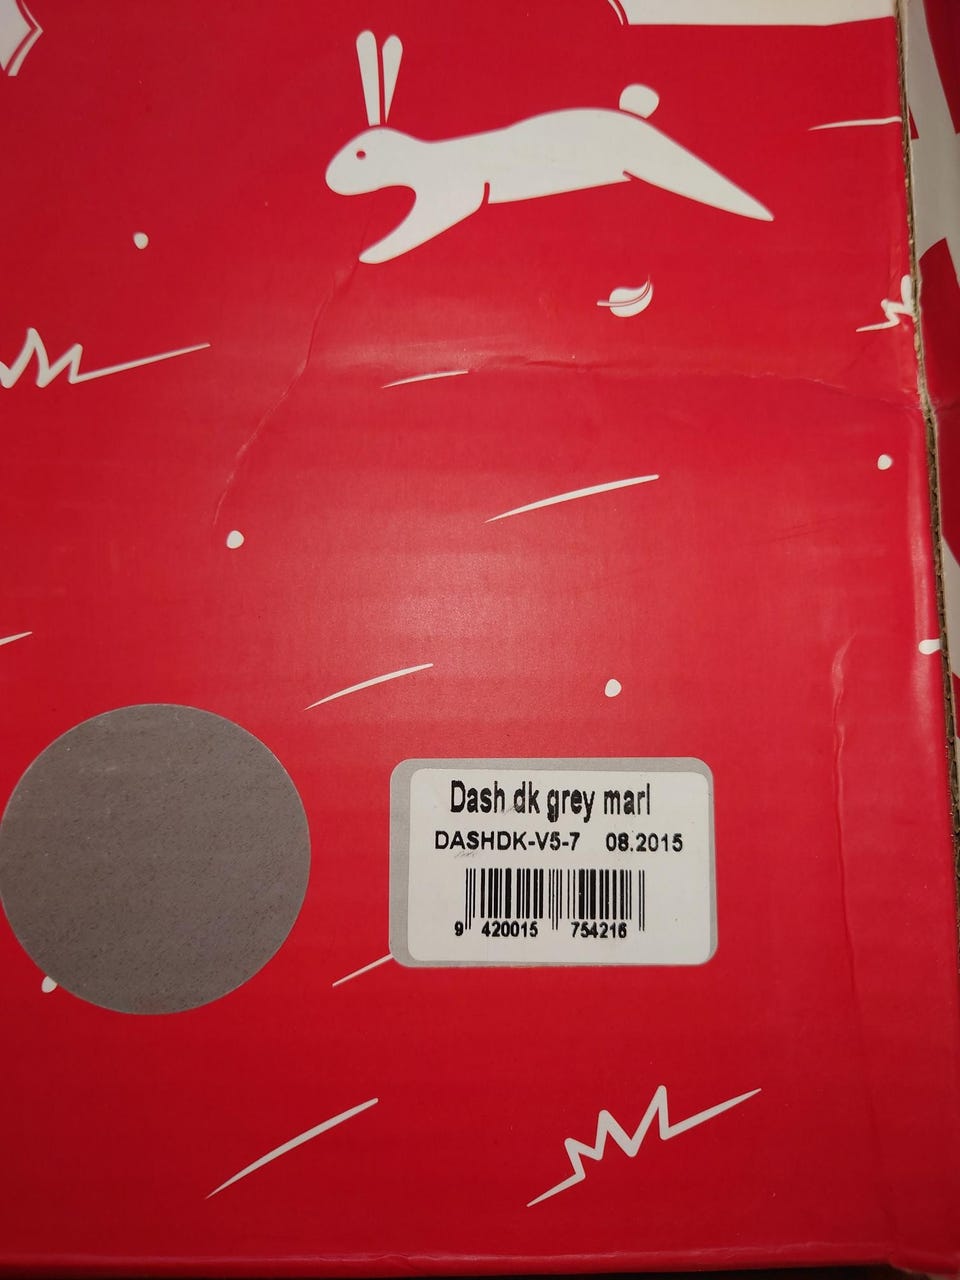 Dash dk grey marl
DASHDK-V5-7 08.2015
9 420015 754216